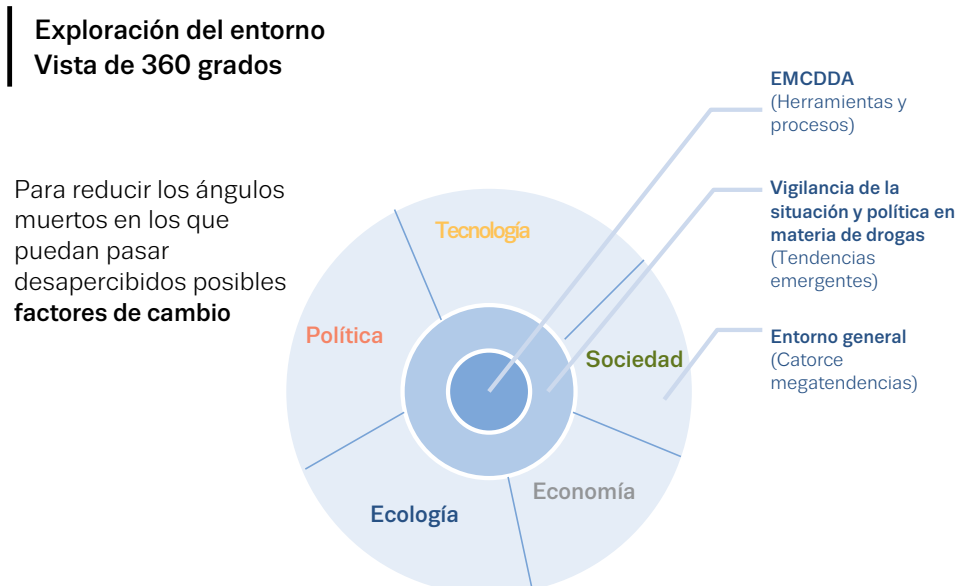 Exploración del entorno
Vista de 360 grados
Para reducir los ángulos
muertos en los que
puedan pasar
desapercibidos posibles
factores de cambio
Tecnología
Política
Sociedad
Economía
Ecología
EMCDDA
(Herramientas y
procesos)
Vigilancia de la
situación y política en
materia de drogas
(Tendencias
emergentes)
Entorno general
(Catorce
megatendencias)